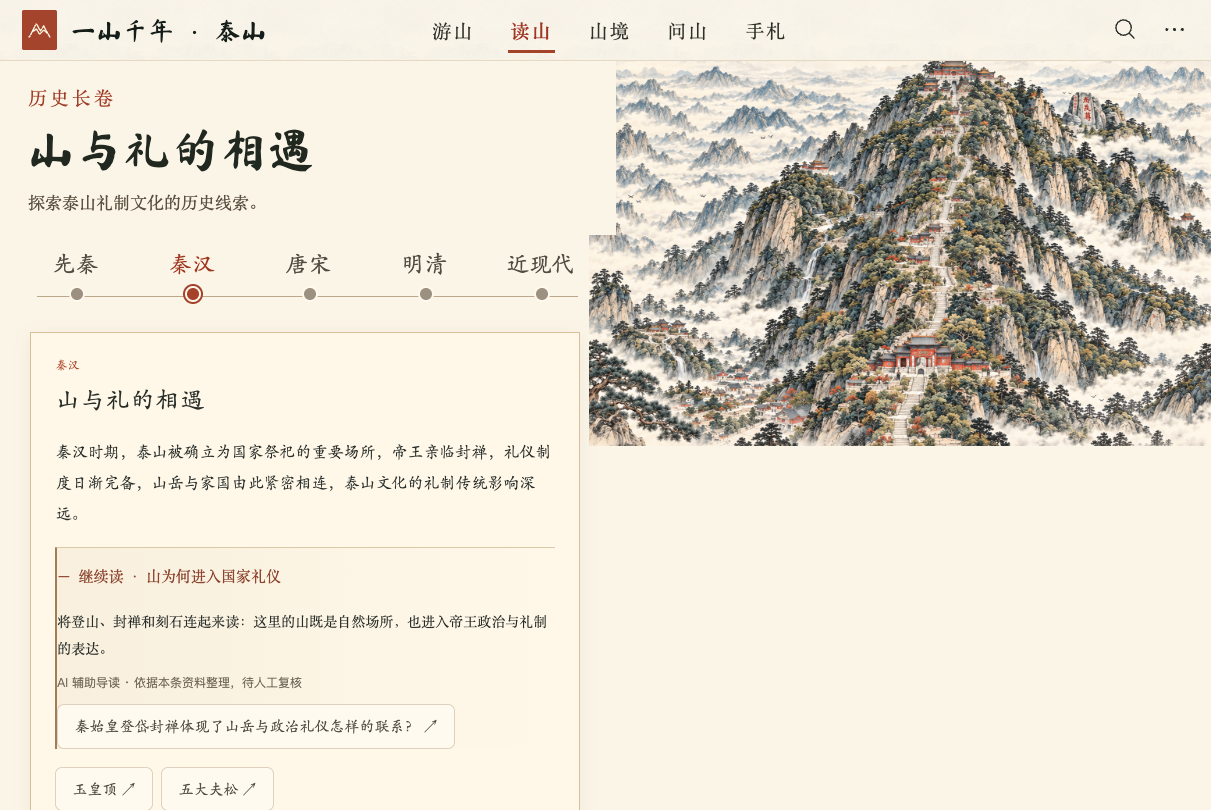 一山千年 · 泰山
游山
读山
山境
问山
手札
历史长卷
山与礼的相遇
探索泰山礼制文化的历史线索。
先秦
秦汉
唐宋
明清
近现代
秦汉
山与礼的相遇
秦汉时期，泰山被确立为国家祭祀的重要场所，帝王亲临封禅，礼仪制
度日渐完备，山岳与家国由此紧密相连，泰山文化的礼制传统影响深
远。
— 继续读 · 山为何进入国家礼仪
将登山、封禅和刻石连起来读：这里的山既是自然场所，也进入帝王政治与礼制
的表达。
AI 辅助导读 · 依据本条资料整理，待人工复核
秦始皇登岱封禅体现了山岳与政治礼仪怎样的联系？ ↗
玉皇顶 ↗
五大夫松 ↗